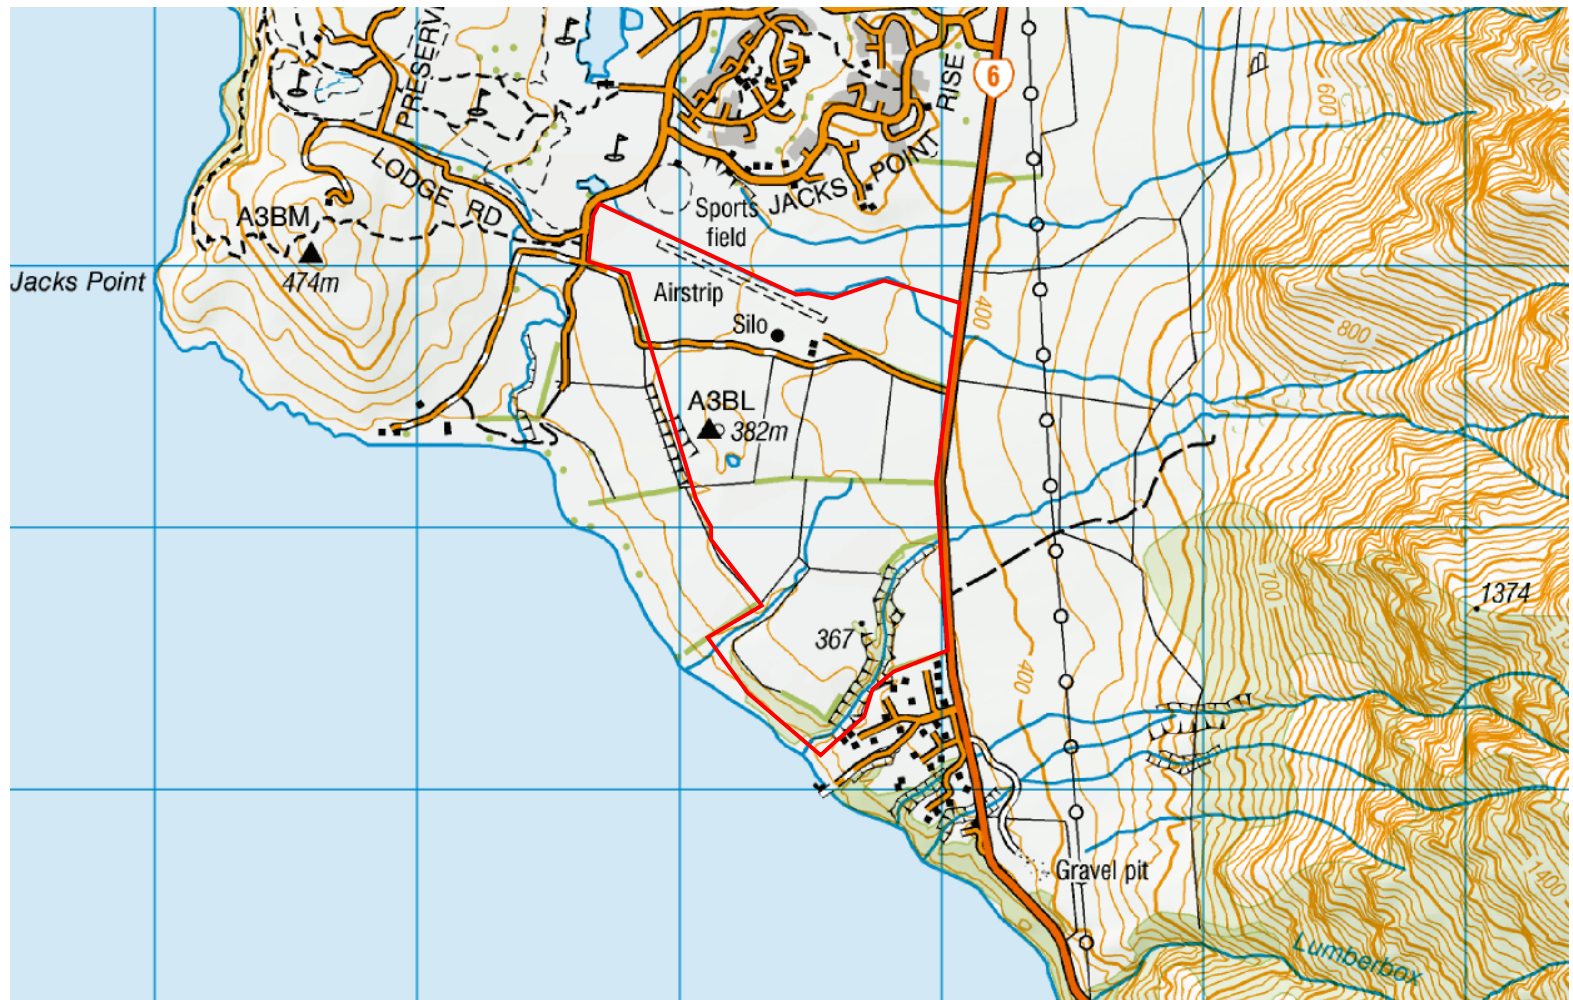 PRESERV
RISE
6
600
1200
LODGE RD
JACKS POINT
Sports
field
A3BM
474m
Jacks Point
Airstrip
400
Silo
800
A3BL
382m
700
1374
367
400
Gravel pit
1400
Lumberbox